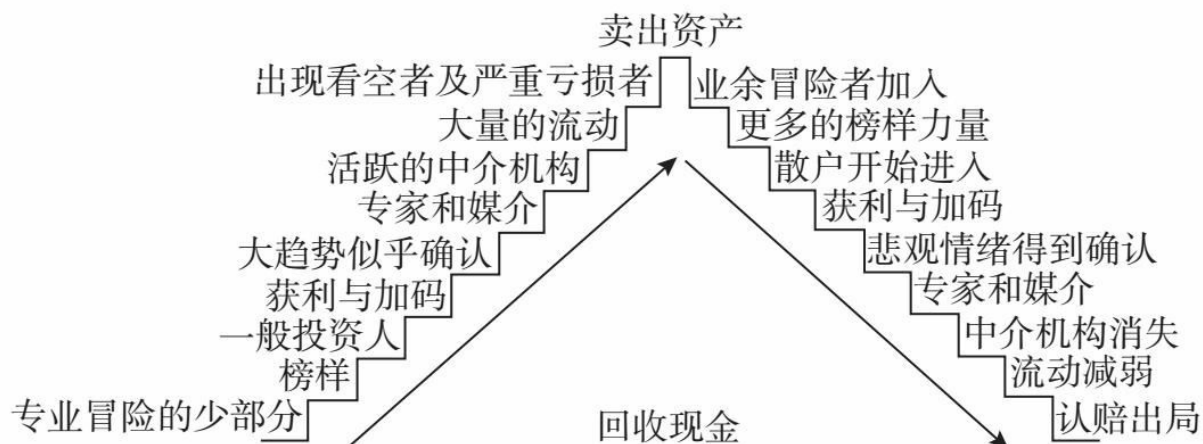 卖出资产
出现看空者及严重亏损者
业余冒险者加入
大量的流动
更多的榜样力量
活跃的中介机构
散户开始进入
专家和媒介
获利与加码
大趋势似乎确认
悲观情绪得到确认
获利与加码
专家和媒介
一般投资人
中介机构消失
榜样
流动减弱
专业冒险的少部分
回收现金
认赔出局